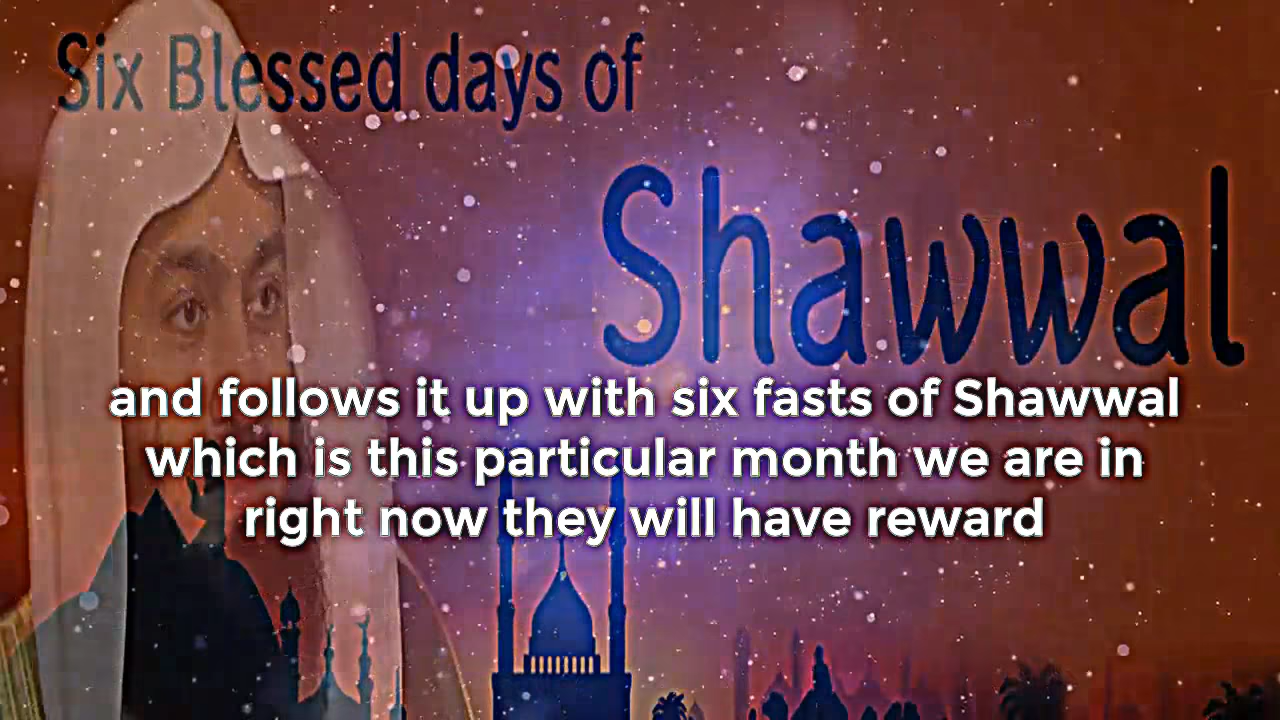 Six Blessed days of
Shawwal
and follows it up with six fasts of Shawwal
which is this particular month we are in
right now they will have reward